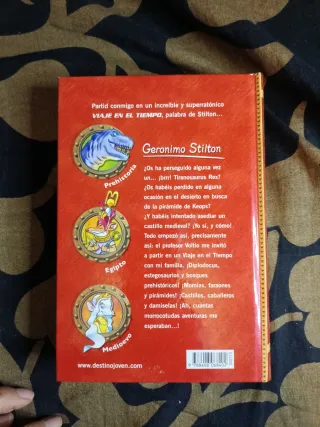 Partid conmigo en un increíble y superratónico
VIAJE EN EL TIEMPO, palabra de Stilton...
Geronimo Stilton
¿Os ha perseguido alguna vez
un... ¡brr! Tiranosaurus Rex?
¿Os habéis perdido en alguna
ocasión en el desierto en busca
de la pirámide de Keops?
¿Y habéis intentado asediar un
castillo medieval? ¡Yo sí, y cómo!
Todo empezó así, precisamente
así: el profesor Voltio me invitó
a partir en un Viaje en el Tiempo
con mi familia. ¡Diplodocus,
estegosaurios y bosques
prehistóricos! ¡Momias, faraones
y pirámides! ¡Castillos, caballeros
y damiselas! ¡Ah, cuántas
morrocotudas aventuras me
esperaban...!
Prehistoria
Egipto
Medioevo
www.destinojoven.com